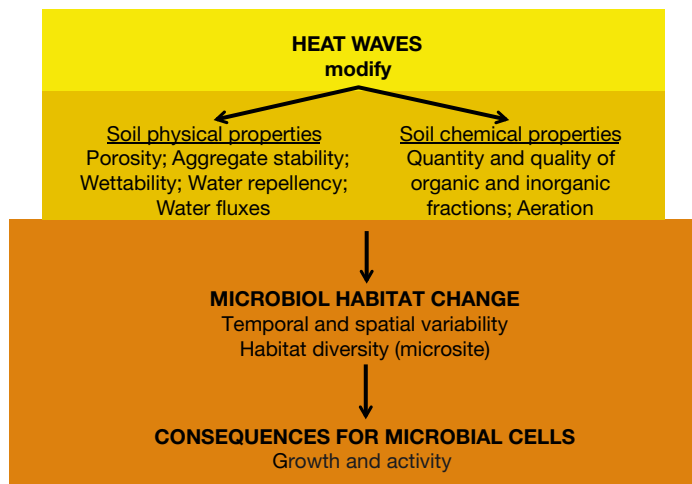 HEAT WAVES
modify
Soil physical properties
Porosity; Aggregate stability;
Wettability; Water repellency;
Water fluxes
Soil chemical properties
Quantity and quality of
organic and inorganic
fractions; Aeration
MICROBIOL HABITAT CHANGE
Temporal and spatial variability
Habitat diversity (microsite)
CONSEQUENCES FOR MICROBIAL CELLS
Growth and activity